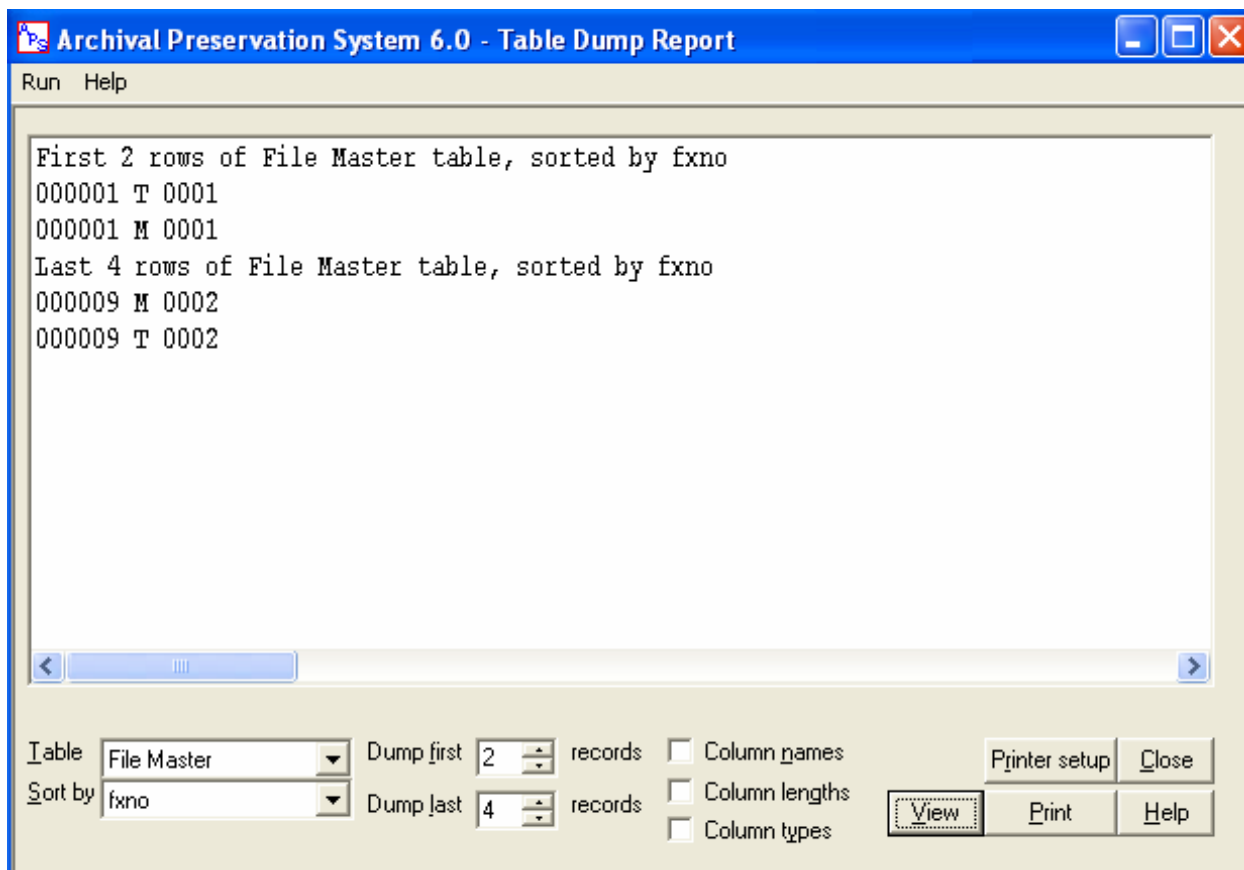 APS Archival Preservation System 6.0 - Table Dump Report
Run Help
First 2 rows of File Master table, sorted by fxno
000001 T 0001
000001 M 0001
Last 4 rows of File Master table, sorted by fxno
000009 M 0002
000009 T 0002
Table File Master Dump first 2 records Column names Printer setup Close
Sort by fxno Dump last 4 records Column lengths View Print Help
Column types